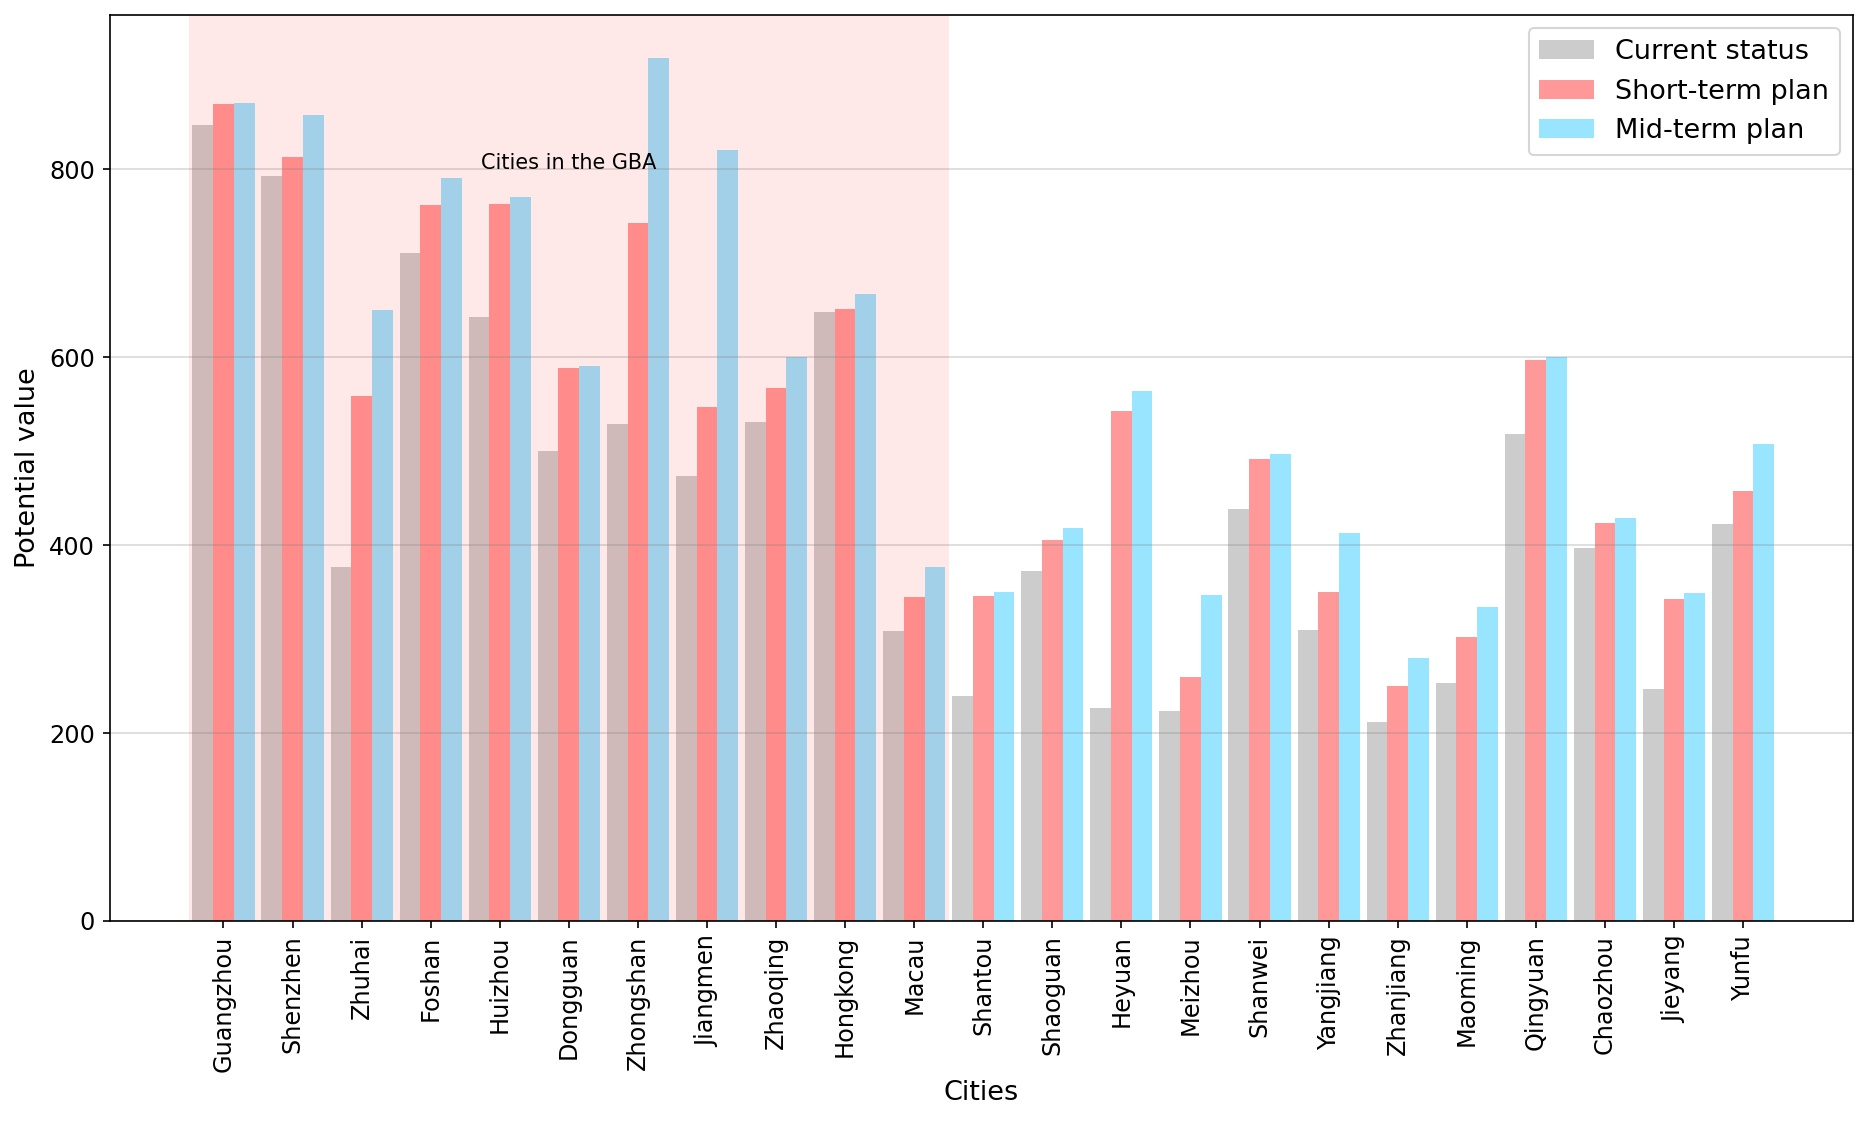 Current status
Short-term plan
Mid-term plan
Cities in the GBA
Potential value
800
600
400
200
0
Guangzhou
Shenzhen
Zhuhai
Foshan
Huizhou
Dongguan
Zhongshan
Jiangmen
Zhaoqing
Hongkong
Macau
Shantou
Shaoguan
Heyuan
Meizhou
Shanwei
Yangjiang
Zhanjiang
Maoming
Qingyuan
Chaozhou
Jieyang
Yunfu
Cities